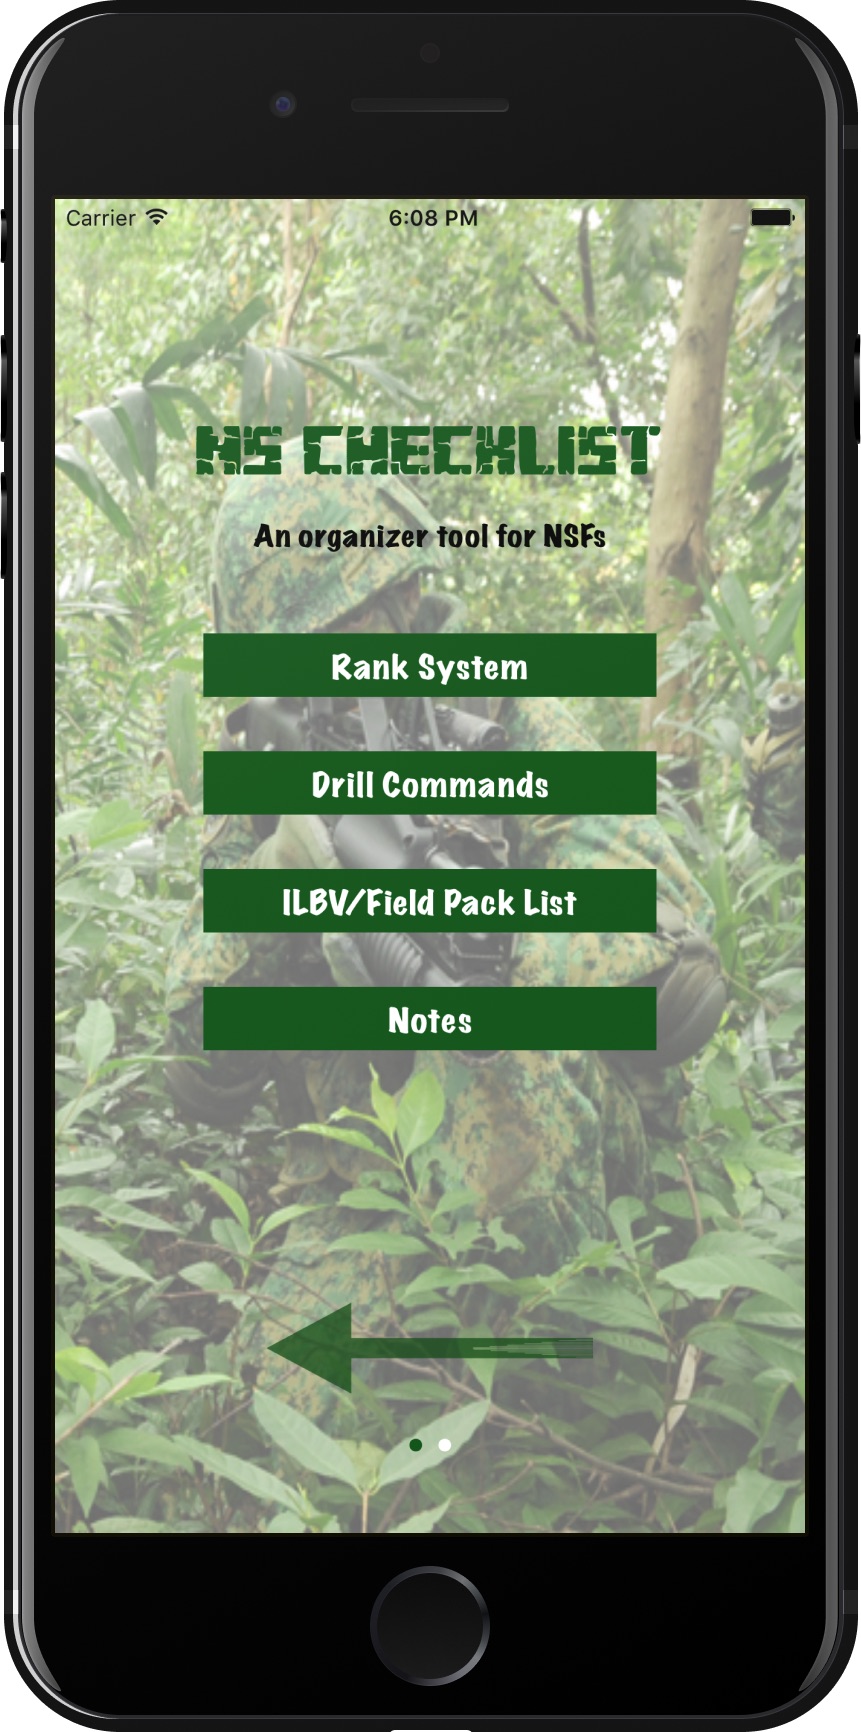 Carrier 6:08 PM
NS CHECKLIST
An organizer tool for NSFs
Rank System
Drill Commands
ILBV/Field Pack List
Notes